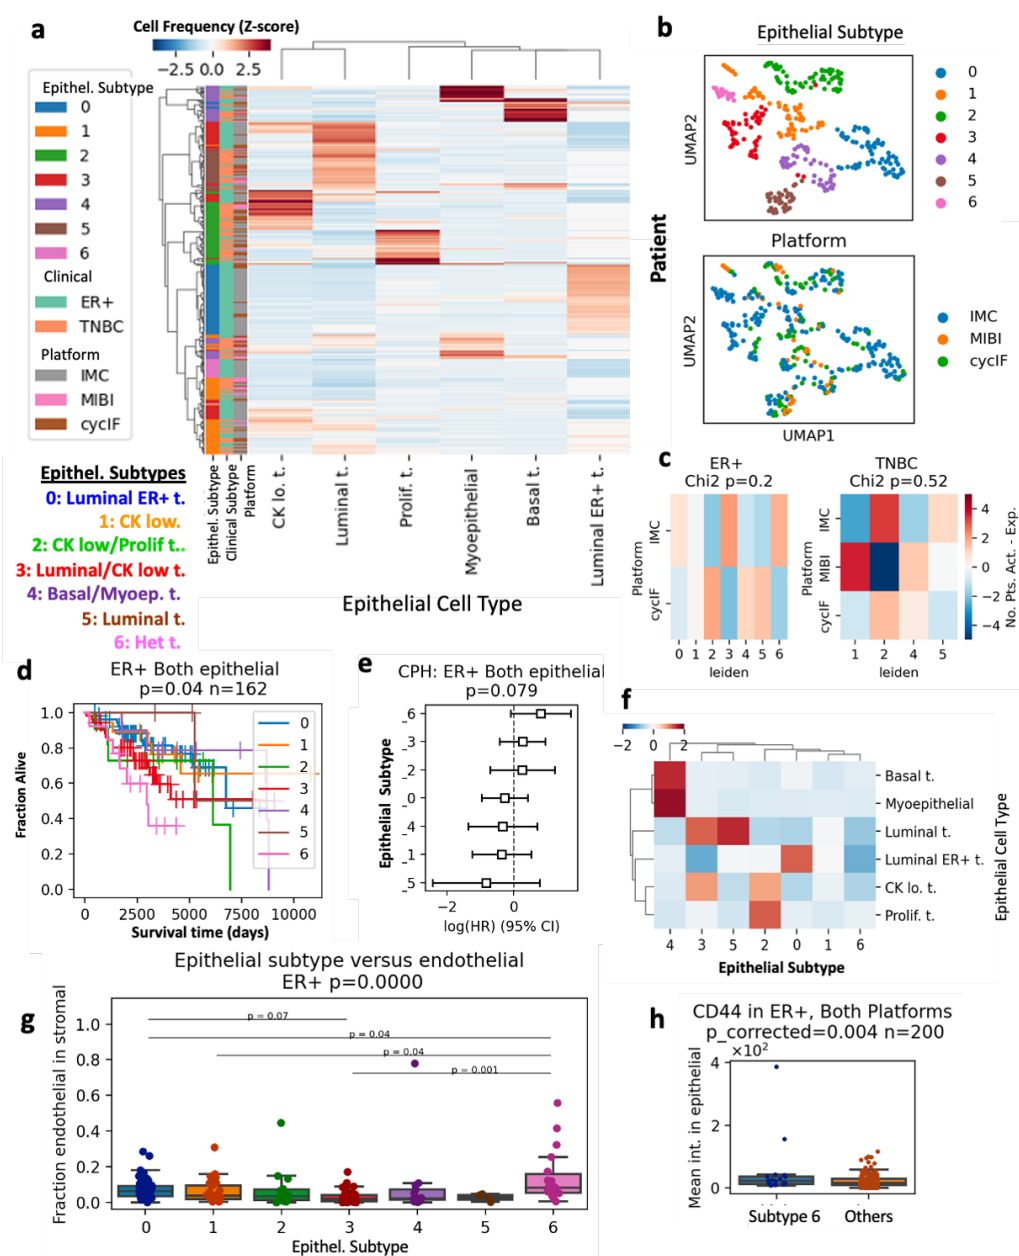 a
Cell Frequency (Z-score)
−2.5 0.0 2.5
Epithel. Subtype
0
1
2
3
4
5
6
Clinical
ER+
TNBC
Platform
IMC
MIBI
cycIF
Epithel. Subtype
Clinical Subtype
Platform
CK lo. t.
Luminal t.
Prolif. t.
Myoepithelial
Basal t.
Luminal ER+ t.
Epithelial Cell Type
Epithel. Subtypes
0: Luminal ER+ t.
1: CK low.
2: CK low/Prolif t..
3: Luminal/CK low t.
4: Basal/Myoep. t.
5: Luminal t.
6: Het t.
b
Epithelial Subtype
UMAP2
0
1
2
3
4
5
6
Patient
Platform
UMAP2
UMAP1
IMC
MIBI
cycIF
c
ER+
Chi2 p=0.2
Platform
IMC
cycIF
0 1 2 3 4 5 6
leiden
TNBC
Chi2 p=0.52
Platform
IMC
MIBI
cycIF
1 2 4 5
leiden
4
2
0
−2
−4
No. Pts. Act. - Exp.
d
ER+ Both epithelial
p=0.04 n=162
Fraction Alive
1.0
0.8
0.6
0.4
0.2
0.0
0 2500 5000 7500 10000
Survival time (days)
0
1
2
3
4
5
6
e
CPH: ER+ Both epithelial
p=0.079
Epithelial Subtype
_6
_3
_2
_0
_4
_1
_5
−2 0
log(HR) (95% CI)
f
−2 0 2
Basal t.
Myoepithelial
Luminal t.
Luminal ER+ t.
CK lo. t.
Prolif. t.
Epithelial Cell Type
4 3 5 2 0 1 6
Epithelial Subtype
g
Epithelial subtype versus endothelial
ER+ p=0.0000
Fraction endothelial in stromal
1.0
0.8
0.6
0.4
0.2
0.0
p = 0.07
p = 0.04
p = 0.04
p = 0.001
0 1 2 3 4 5 6
Epithel. Subtype
h
CD44 in ER+, Both Platforms
p_corrected=0.004 n=200
×10²
Mean int. in epithelial
4
2
0
Subtype 6 Others